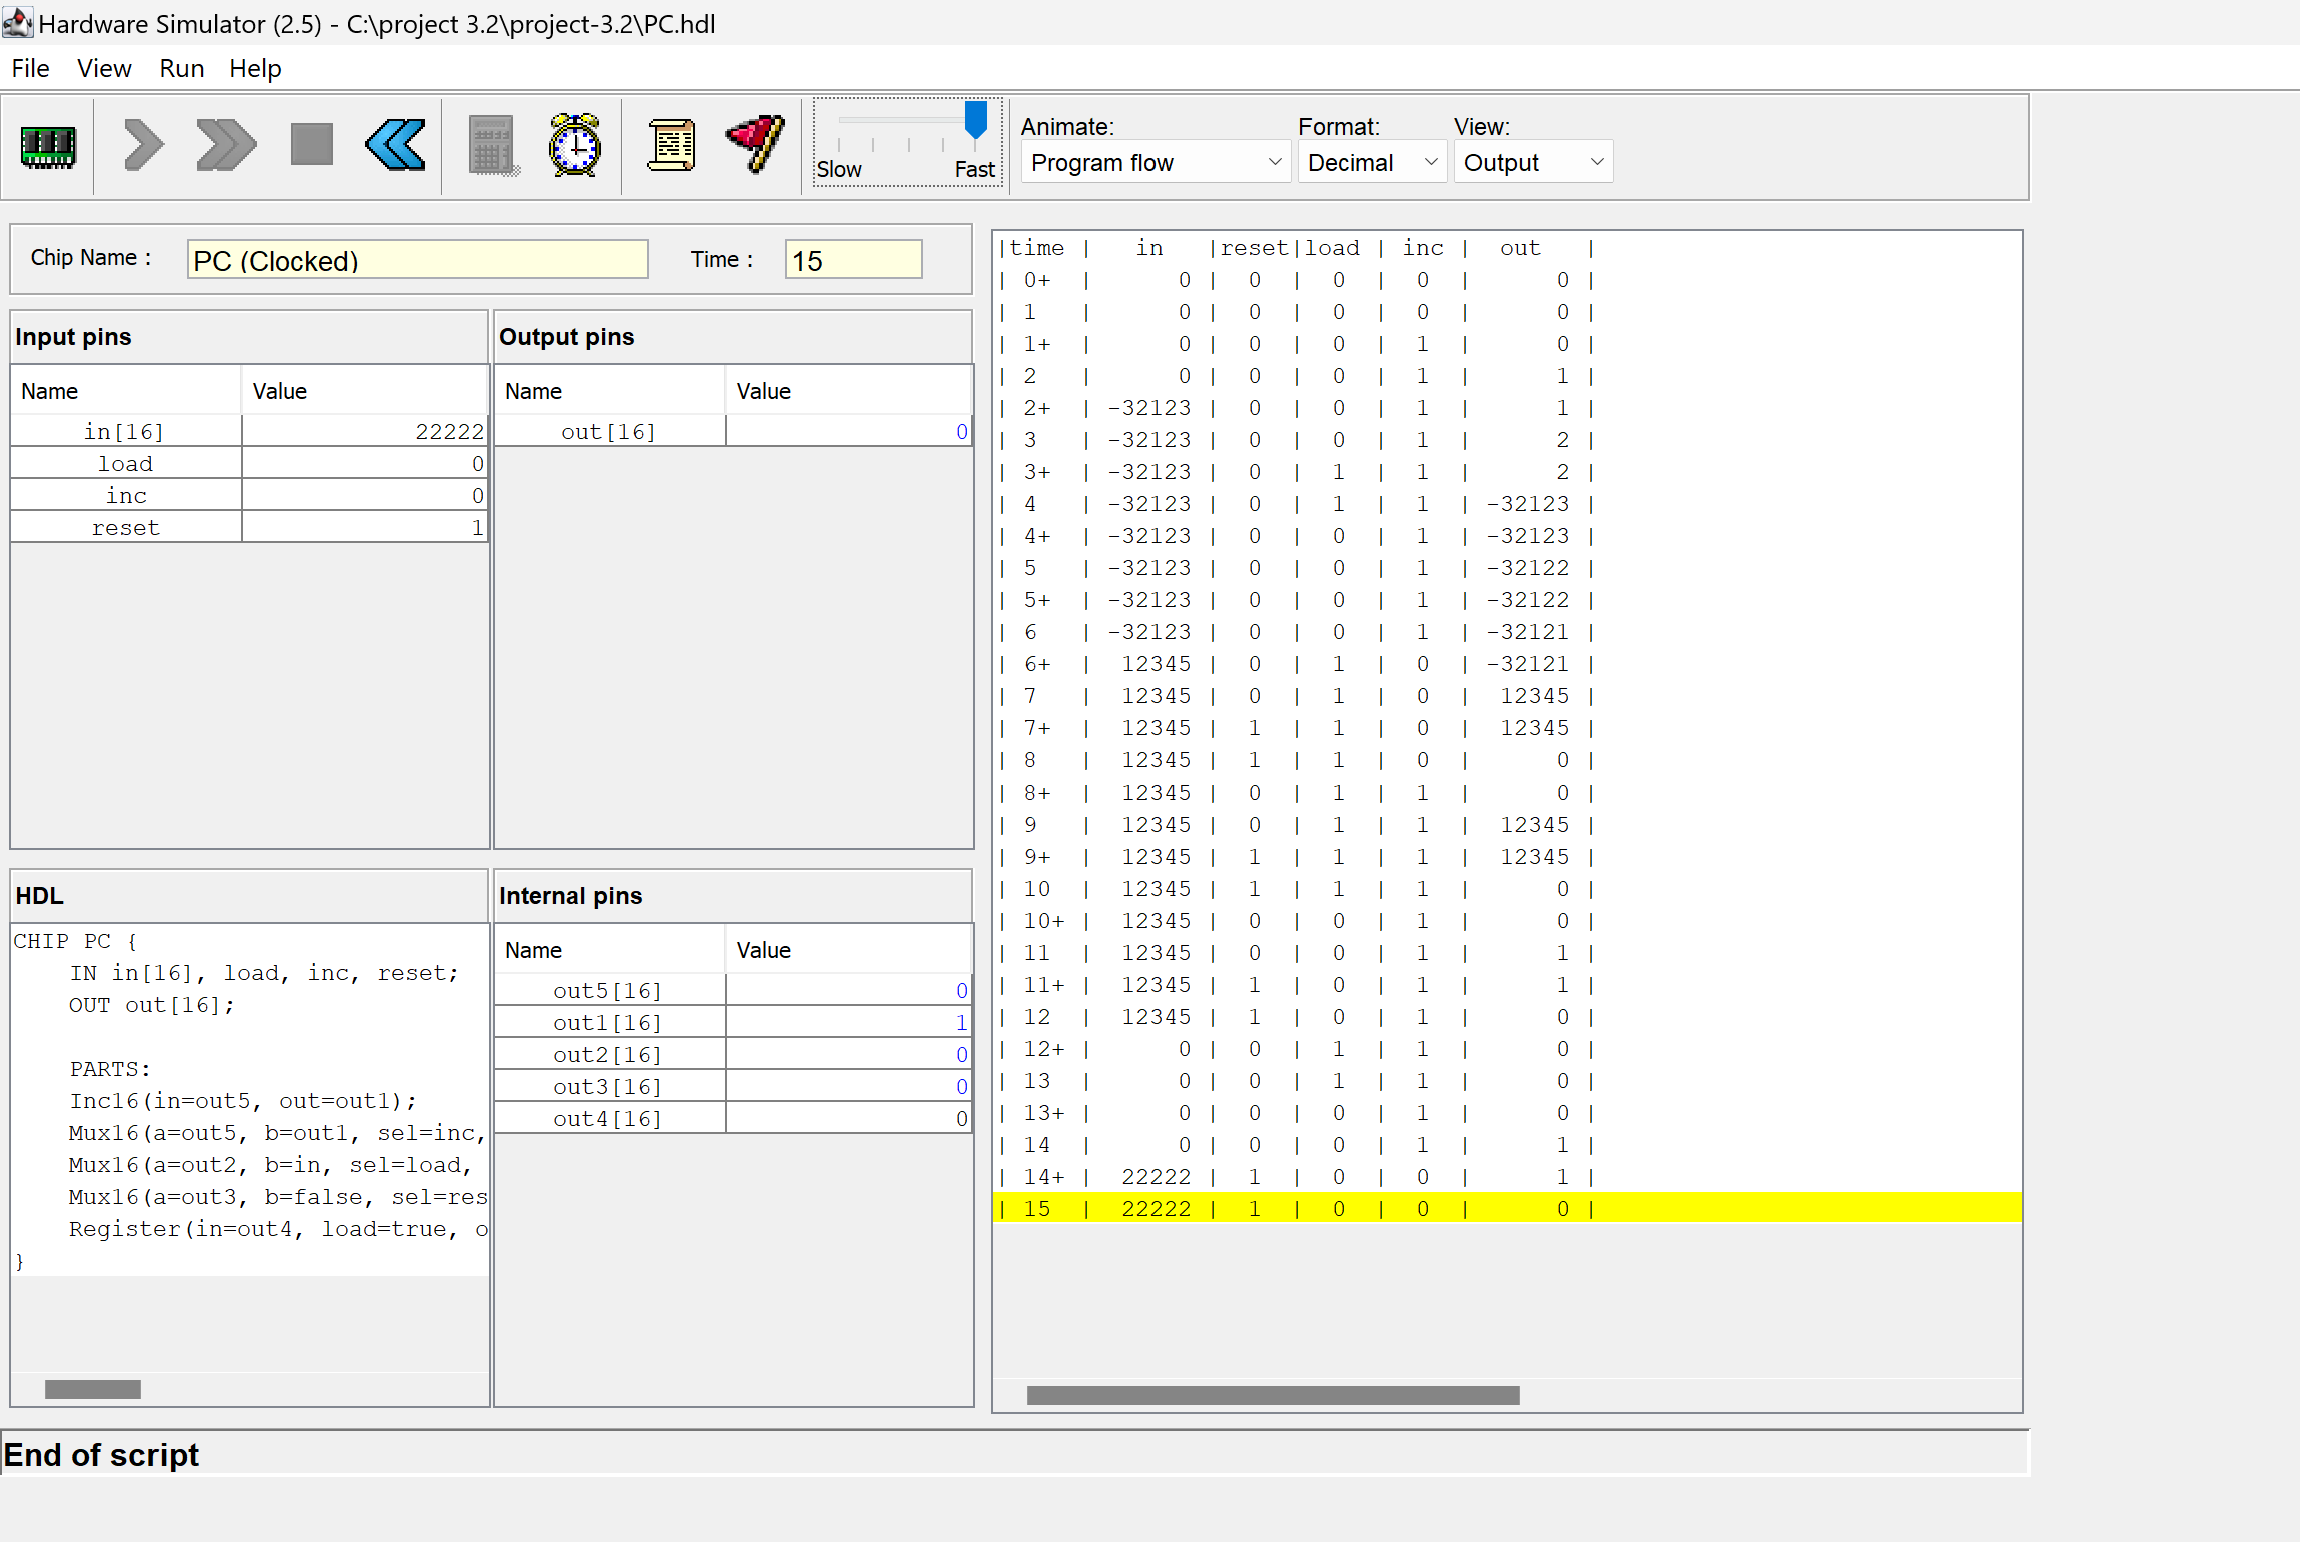 Hardware Simulator (2.5) - C:\project 3.2\project-3.2\PC.hdl
File View Run Help
Slow Fast
Animate: Format: View:
Program flow Decimal Output
Chip Name : PC (Clocked) Time : 15
Input pins
Name Value
in[16] 22222
load 0
inc 0
reset 1
Output pins
Name Value
out[16] 0
HDL
CHIP PC {
IN in[16], load, inc, reset;
OUT out[16];
PARTS:
Inc16(in=out5, out=out1);
Mux16(a=out5, b=out1, sel=inc,
Mux16(a=out2, b=in, sel=load,
Mux16(a=out3, b=false, sel=res
Register(in=out4, load=true, o
}
Internal pins
Name Value
out5[16] 0
out1[16] 1
out2[16] 0
out3[16] 0
out4[16] 0
|time | in |reset|load | inc | out |
| 0+ | 0 | 0 | 0 | 0 | 0 |
| 1 | 0 | 0 | 0 | 0 | 0 |
| 1+ | 0 | 0 | 0 | 1 | 0 |
| 2 | 0 | 0 | 0 | 1 | 1 |
| 2+ | -32123 | 0 | 0 | 1 | 1 |
| 3 | -32123 | 0 | 0 | 1 | 2 |
| 3+ | -32123 | 0 | 1 | 1 | 2 |
| 4 | -32123 | 0 | 1 | 1 | -32123 |
| 4+ | -32123 | 0 | 0 | 1 | -32123 |
| 5 | -32123 | 0 | 0 | 1 | -32122 |
| 5+ | -32123 | 0 | 0 | 1 | -32122 |
| 6 | -32123 | 0 | 0 | 1 | -32121 |
| 6+ | 12345 | 0 | 1 | 0 | -32121 |
| 7 | 12345 | 0 | 1 | 0 | 12345 |
| 7+ | 12345 | 1 | 1 | 0 | 12345 |
| 8 | 12345 | 1 | 1 | 0 | 0 |
| 8+ | 12345 | 0 | 1 | 1 | 0 |
| 9 | 12345 | 0 | 1 | 1 | 12345 |
| 9+ | 12345 | 1 | 1 | 1 | 12345 |
| 10 | 12345 | 1 | 1 | 1 | 0 |
| 10+ | 12345 | 0 | 0 | 1 | 0 |
| 11 | 12345 | 0 | 0 | 1 | 1 |
| 11+ | 12345 | 1 | 0 | 1 | 1 |
| 12 | 12345 | 1 | 0 | 1 | 0 |
| 12+ | 0 | 0 | 1 | 1 | 0 |
| 13 | 0 | 0 | 1 | 1 | 0 |
| 13+ | 0 | 0 | 0 | 1 | 0 |
| 14 | 0 | 0 | 0 | 1 | 1 |
| 14+ | 22222 | 1 | 0 | 0 | 1 |
| 15 | 22222 | 1 | 0 | 0 | 0 |
End of script